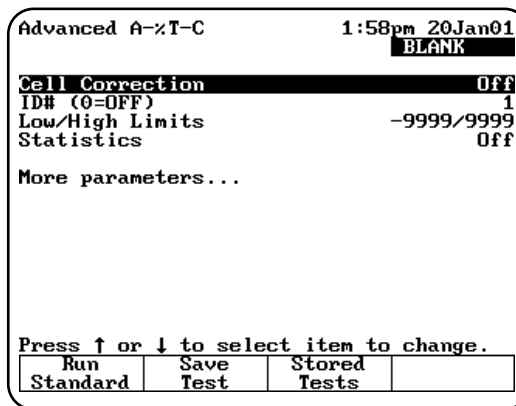 Advanced A-%T-C 1:58pm 20Jan01
BLANK
Cell Correction Off
ID# (0=OFF) 1
Low/High Limits -9999/9999
Statistics Off
More parameters...
Press ↑ or ↓ to select item to change.
Run Standard Save Test Stored Tests